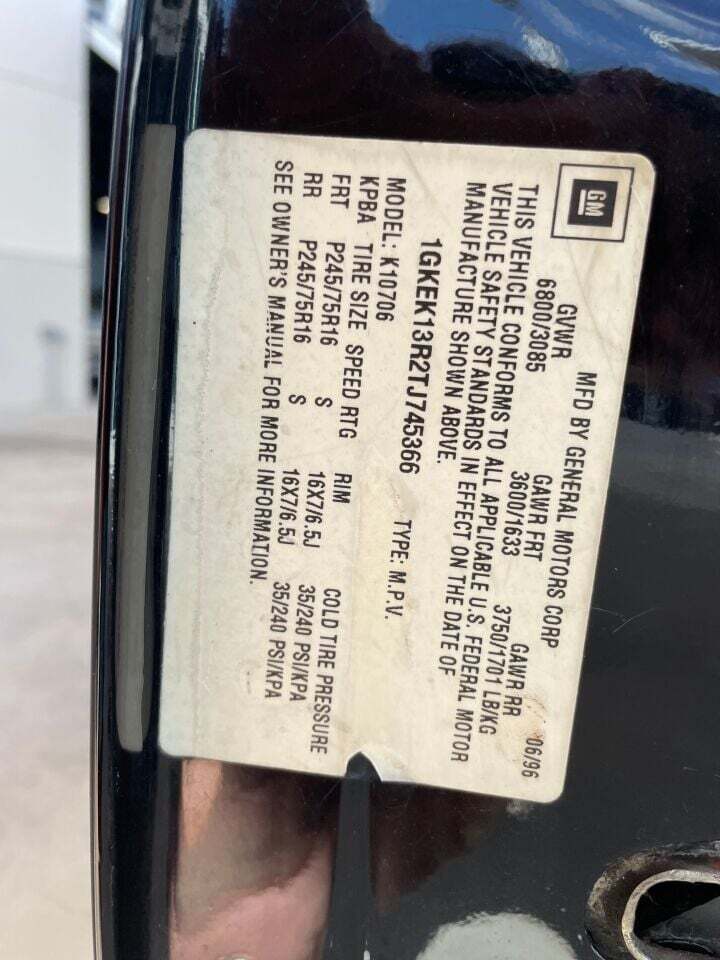 GM
MFD BY GENERAL MOTORS CORP 06/96
GVWR GAWR FRT GAWR RR
6800/3085 3600/1633 3750/1701 LB/KG
THIS VEHICLE CONFORMS TO ALL APPLICABLE U.S. FEDERAL MOTOR
VEHICLE SAFETY STANDARDS IN EFFECT ON THE DATE OF
MANUFACTURE SHOWN ABOVE.
1GKEK13R2TJ745366 TYPE: M.P.V.
MODEL: K10706
KPBA TIRE SIZE SPEED RTG RIM COLD TIRE PRESSURE
FRT P245/75R16 S 16X7/6.5J 35/240 PSI/KPA
RR P245/75R16 S 16X7/6.5J 35/240 PSI/KPA
SEE OWNER'S MANUAL FOR MORE INFORMATION.